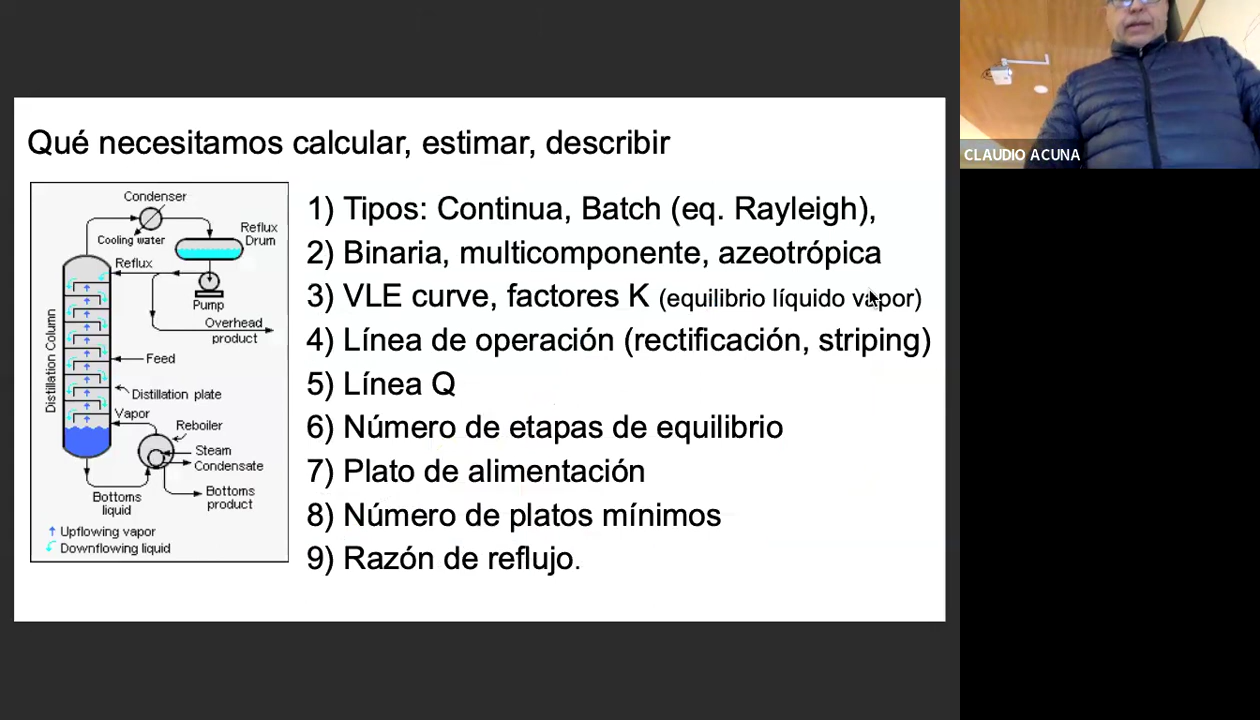 Qué necesitamos calcular, estimar, describir
Condenser
Cooling water
Reflux
Drum
Reflux
Pump
Overhead
product
Distillation Column
Feed
Distillation plate
Vapor
Reboiler
Steam
Condensate
Bottoms
liquid
Bottoms
product
Upflowing vapor
Downflowing liquid
1) Tipos: Continua, Batch (eq. Rayleigh),
2) Binaria, multicomponente, azeotrópica
3) VLE curve, factores K (equilibrio líquido vapor)
4) Línea de operación (rectificación, striping)
5) Línea Q
6) Número de etapas de equilibrio
7) Plato de alimentación
8) Número de platos mínimos
9) Razón de reflujo.
CLAUDIO ACUNA